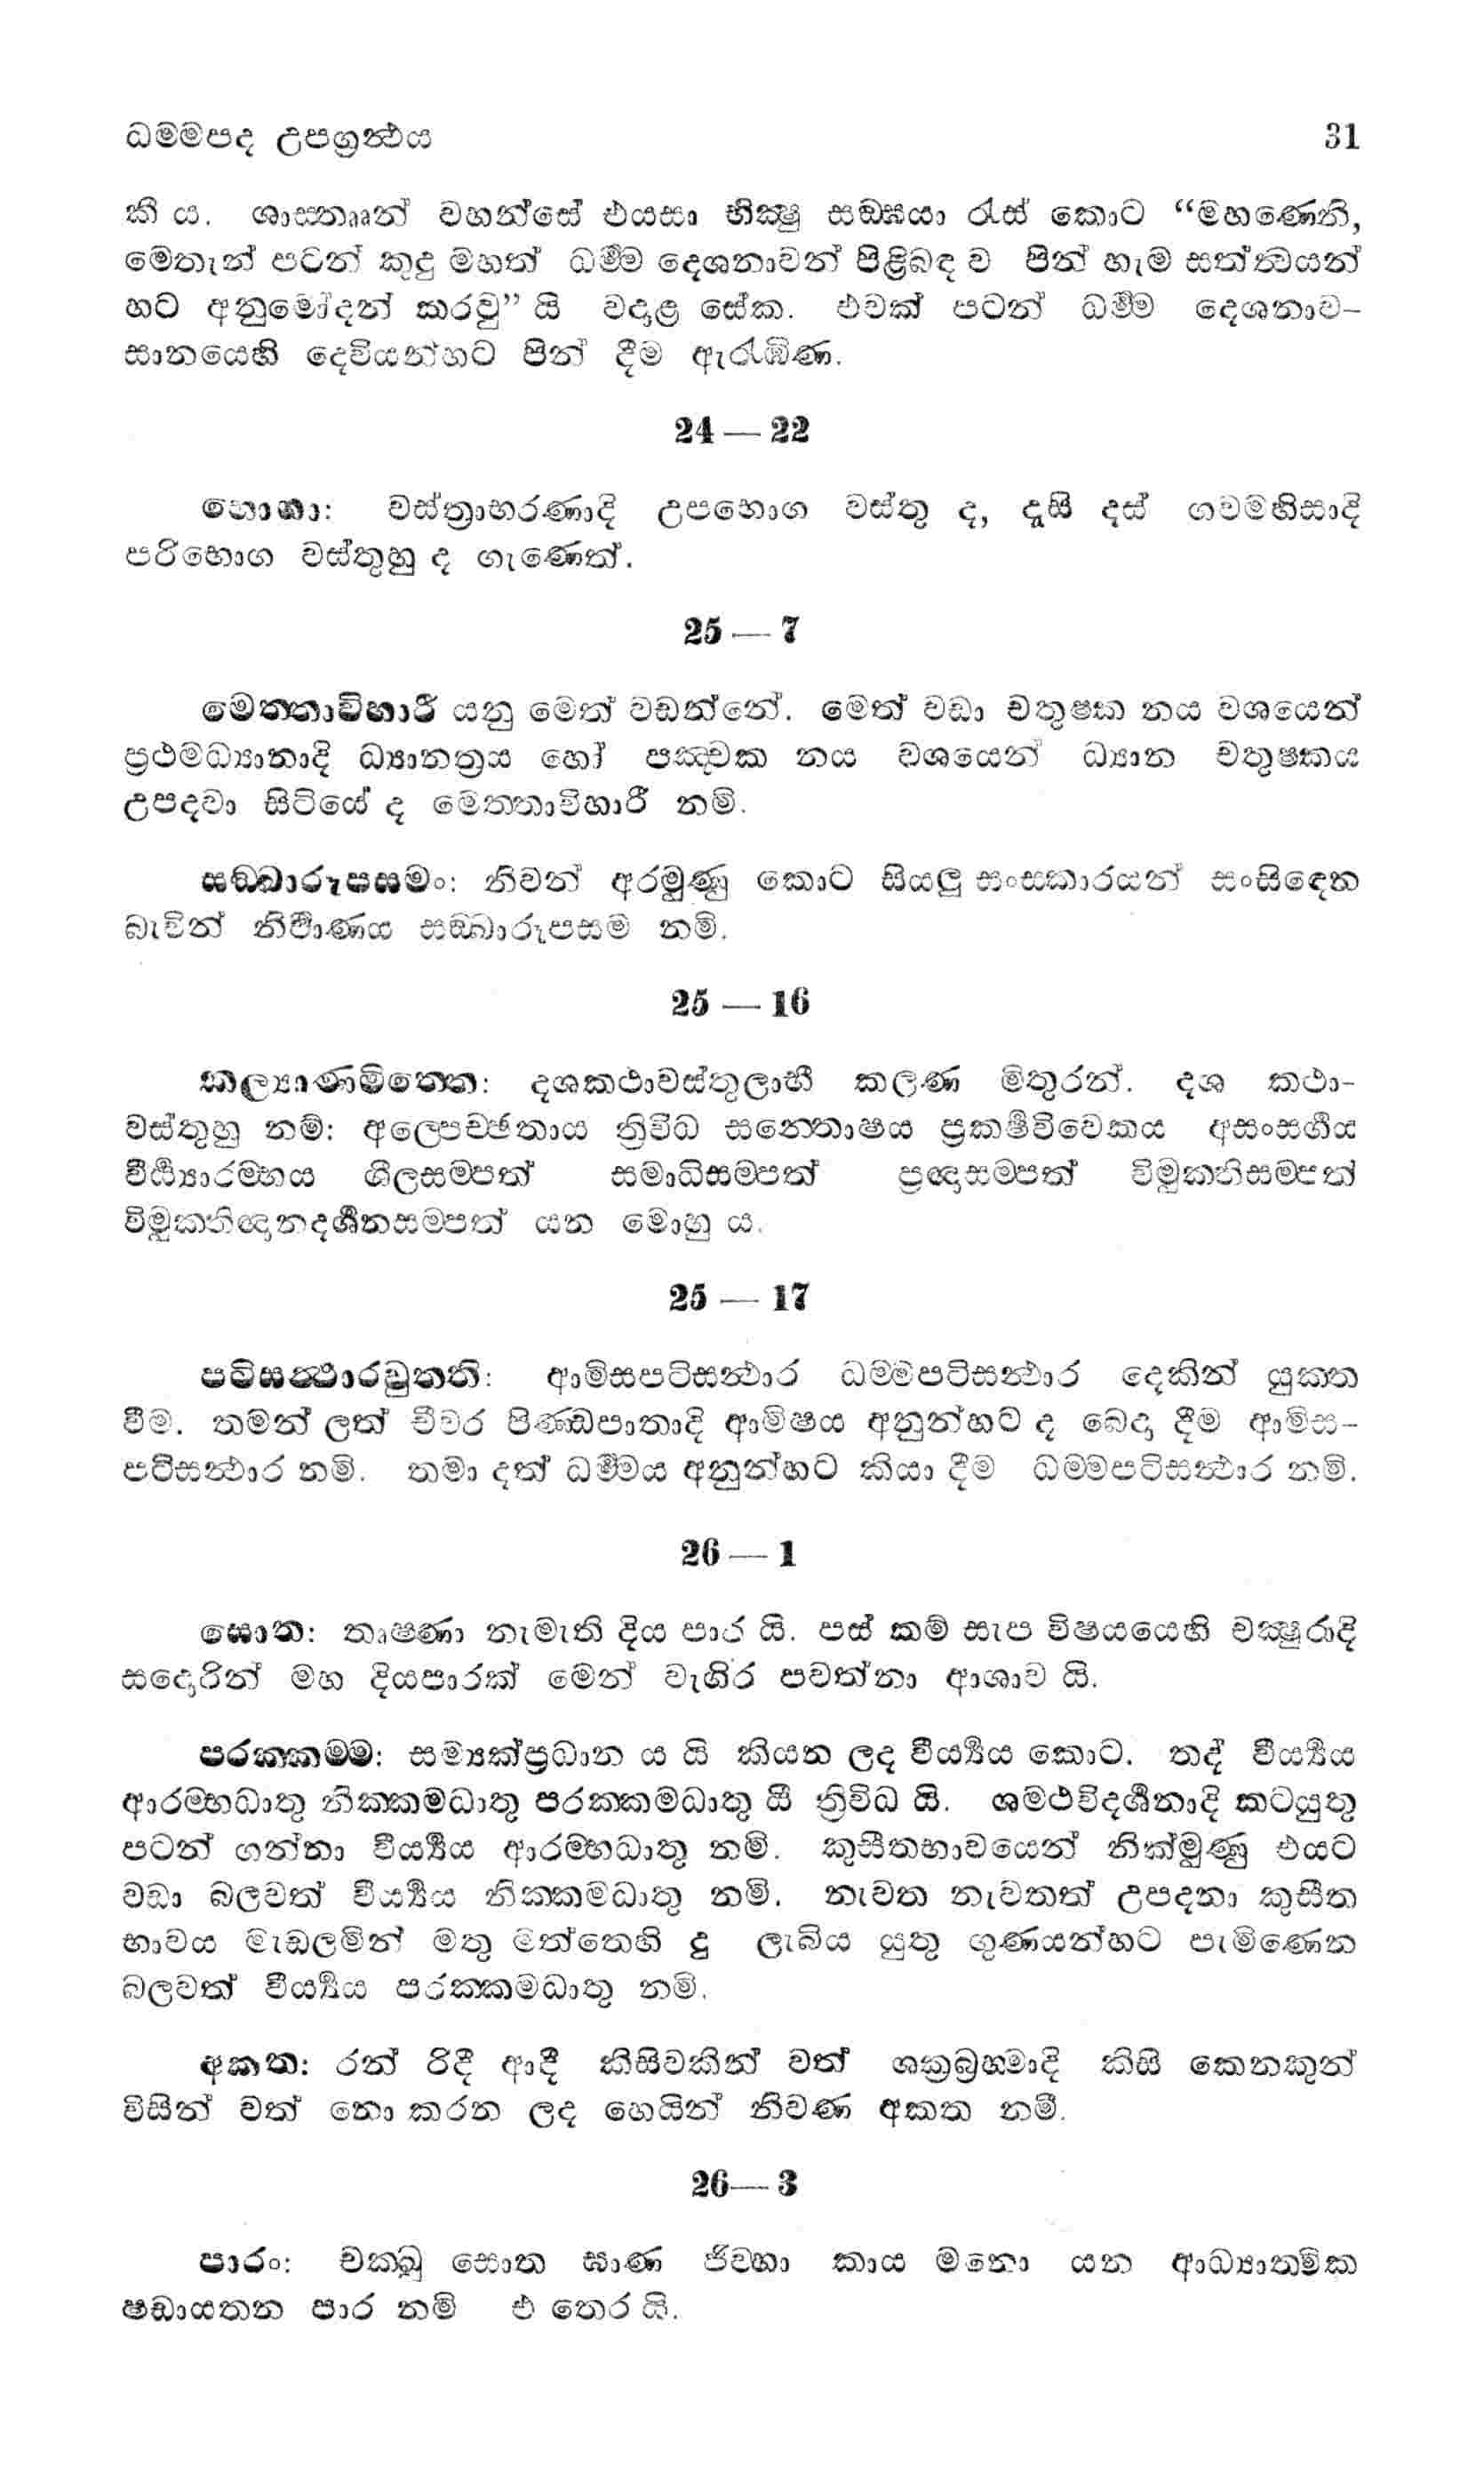 ධම්මපද උපග්‍රන්ථය 31
කී ය. ශාස්තෲන් වහන්සේ එයසා භික්ෂු සඞ්ඝයා රැස් කොට “මහණෙනි,
මෙතැන් පටන් කුදු මහත් ධර්ම්ම දෙශනාවන් පිළිබඳ ව පින් හැම සත්ත්වයන්
හට අනුමෝදන් කරවු” යි වදාළ සේක. එවක් පටන් ධර්ම්ම දෙශනාව-
සානයෙහි දෙවියන්හට පින් දීම ඇරැඹිණ.
24 — 22
භොගා: වස්ත්‍රාභරණාදි උපභොග වස්තු ද, දැසි දස් ගවමහිසාදි
පරිභොග වස්තූහු ද ගැණෙත්.
25 — 7
මෙත්තාවිහාරී යනු මෙත් වඩන්නේ. මෙත් වඩා චතුෂ්ක නය වශයෙන්
ප්‍රථමධ්‍යානාදි ධ්‍යානත්‍රය හෝ පඤ්චක නය වශයෙන් ධ්‍යාන චතුෂ්කය
උපදවා සිටියේ ද මෙත්තාවිහාරී නමි.
සඞ්ඛාරූපසමං: නිවන් අරමුණු කොට සියලු සංස්කාරයන් සංසිඳෙන
බැවින් නිර්වාණය සඞ්ඛාරූපසම නමි.
25 — 16
කල්‍යාණමිත්තෙ: දශකථාවස්තුලාභී කලණ මිතුරන්. දශ කථා-
වස්තූහු නම්: අල්පෙච්ඡතාය ත්‍රිවිධ සන්තොෂය ප්‍රකර්ෂවිවෙකය අසංසර්ගය
වීර්ය්‍යාරම්භය ශීලසම්පත් සමාධිසම්පත් ප්‍රඥාසම්පත් විමුක්තිසම්පත්
විමුක්තිඥානදර්ශනසම්පත් යන මොහු ය.
25 — 17
පටිසන්ථාරවුත්ති: ආමිසපටිසන්ථාර ධම්මපටිසන්ථාර දෙකින් යුක්ත
වීම. තමන් ලත් චීවර පිණ්ඩපාතාදි ආමිෂය අනුන්හට ද බෙදා දීම ආමිස-
පටිසන්ථාර නමි. තමා දත් ධර්ම්මය අනුන්හට කියා දීම ධම්මපටිසන්ථාර නමි.
26 — 1
සොත: තෘෂ්ණා නැමැති දිය පාර යි. පස් කම් සැප විෂයයෙහි චක්ෂුරාදි
සදොරින් මහ දියපාරක් මෙන් වැගිර පවත්නා ආශාව යි.
පරක්කම්ම: සම්‍යක්ප්‍රධාන ය යි කියන ලද වීර්ය්‍යය කොට. තද් වීර්ය්‍යය
ආරම්භධාතු නික්කමධාතු පරක්කමධාතු යී ත්‍රිවිධ යි. ශමථවිදර්ශනාදි කටයුතු
පටන් ගන්නා වීර්ය්‍යය ආරම්භධාතු නමි. කුසීතභාවයෙන් නික්මුණු එයට
වඩා බලවත් වීර්ය්‍යය නික්කමධාතු නමි. නැවත නැවතත් උපදනා කුසීත
භාවය මැඩලමින් මතු මත්තෙහි දු ලැබිය යුතු ගුණයන්හට පැමිණෙන
බලවත් වීර්ය්‍යය පරක්කමධාතු නමි.
අකත: රන් රිදී ආදී කිසිවකින් වත් ශක්‍රබ්‍රහ්මාදි කිසි කෙනකුන්
විසින් වත් නො කරන ලද හෙයින් නිවණ අකත නමි.
26— 3
පාරං: චක්ඛු සොත ඝාණ ජිව්හා කාය මනො යන ආධ්‍යාත්මික
ෂඩායතන පාර නම් එ තෙර යි.